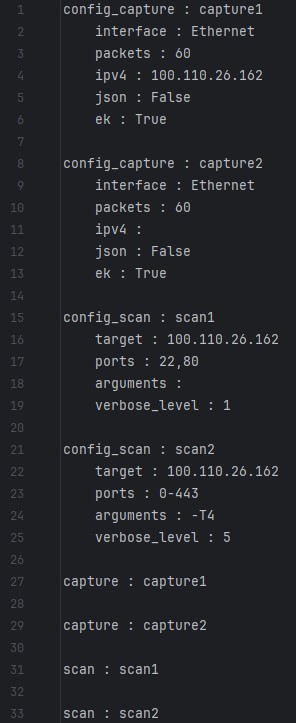 1 config_capture : capture1
2 interface : Ethernet
3 packets : 60
4 ipv4 : 100.110.26.162
5 json : False
6 ek : True
7
8 config_capture : capture2
9 interface : Ethernet
10 packets : 60
11 ipv4 :
12 json : False
13 ek : True
14
15 config_scan : scan1
16 target : 100.110.26.162
17 ports : 22,80
18 arguments :
19 verbose_level : 1
20
21 config_scan : scan2
22 target : 100.110.26.162
23 ports : 0-443
24 arguments : -T4
25 verbose_level : 5
26
27 capture : capture1
28
29 capture : capture2
30
31 scan : scan1
32
33 scan : scan2